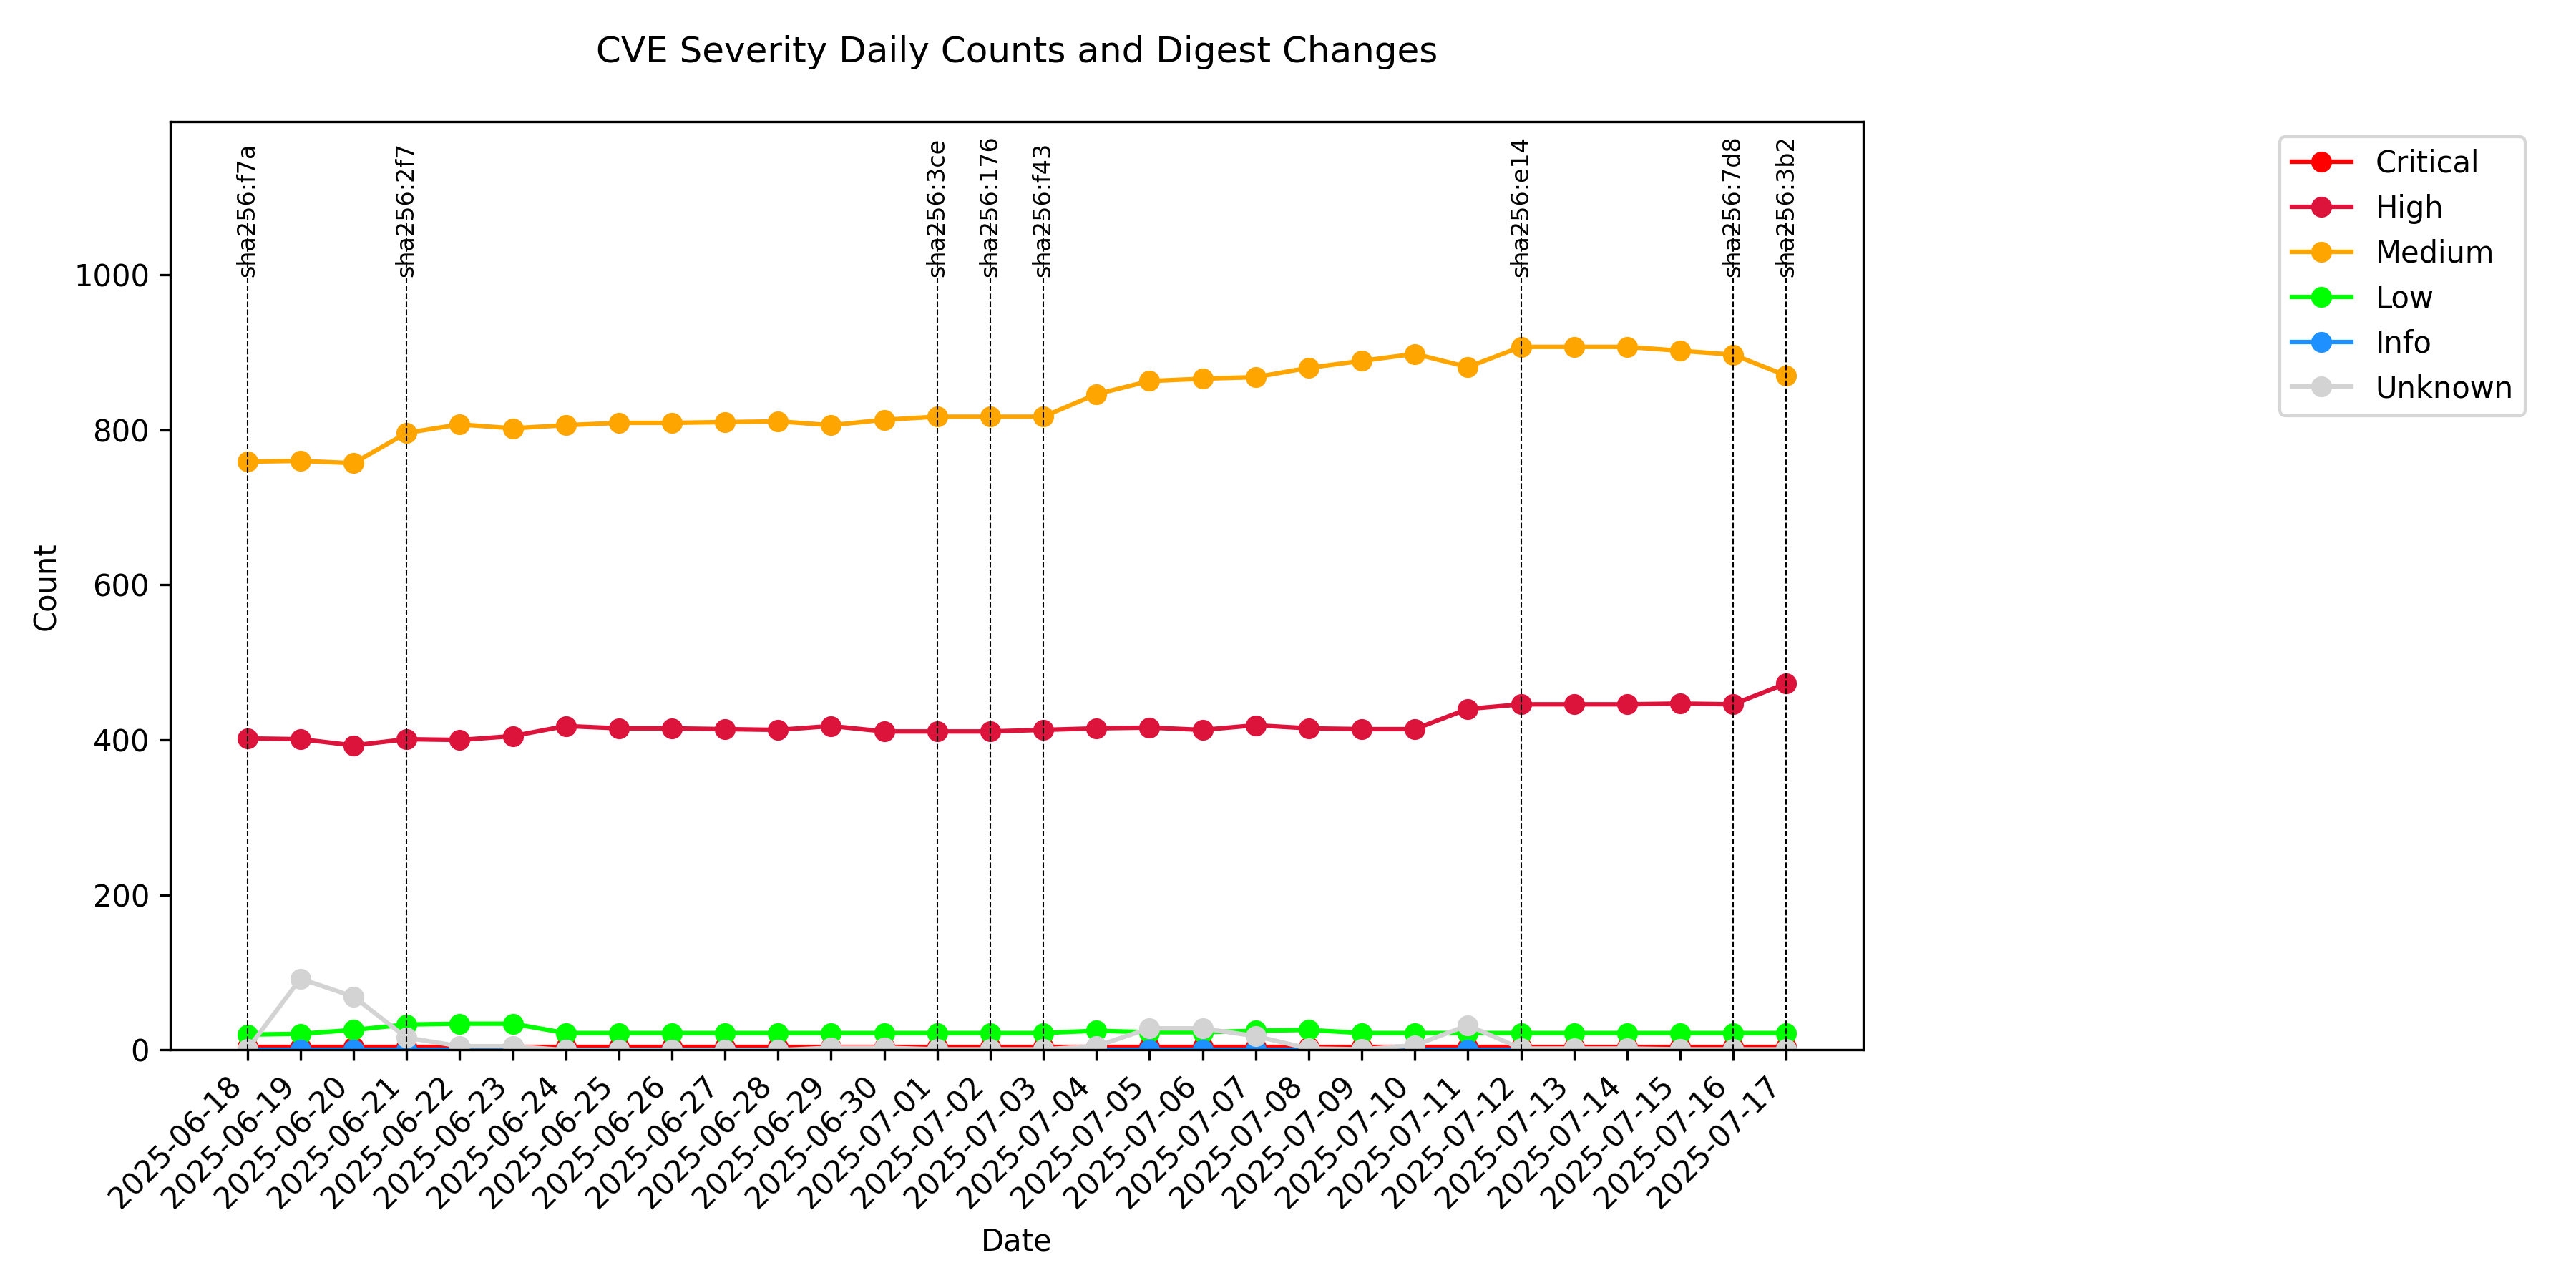 CVE Severity Daily Counts and Digest Changes
sha256:f7a
sha256:2f7
sha256:3ce
sha256:176
sha256:f43
sha256:e14
sha256:7d8
sha256:3b2
Critical
High
Medium
Low
Info
Unknown
1000
800
600
400
200
0
Count
2025-06-18
2025-06-19
2025-06-20
2025-06-21
2025-06-22
2025-06-23
2025-06-24
2025-06-25
2025-06-26
2025-06-27
2025-06-28
2025-06-29
2025-06-30
2025-07-01
2025-07-02
2025-07-03
2025-07-04
2025-07-05
2025-07-06
2025-07-07
2025-07-08
2025-07-09
2025-07-10
2025-07-11
2025-07-12
2025-07-13
2025-07-14
2025-07-15
2025-07-16
2025-07-17
Date